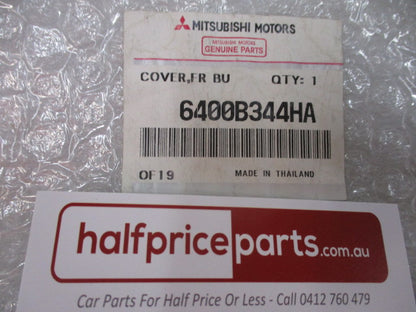 MITSUBISHI MOTORS
MITSUBISHI MOTORS
GENUINE PARTS
COVER,FR BU QTY: 1
6400B344HA
OF19 MADE IN THAILAND
halfpriceparts.com.au
Car Parts For Half Price Or Less - Call 0412 760 479